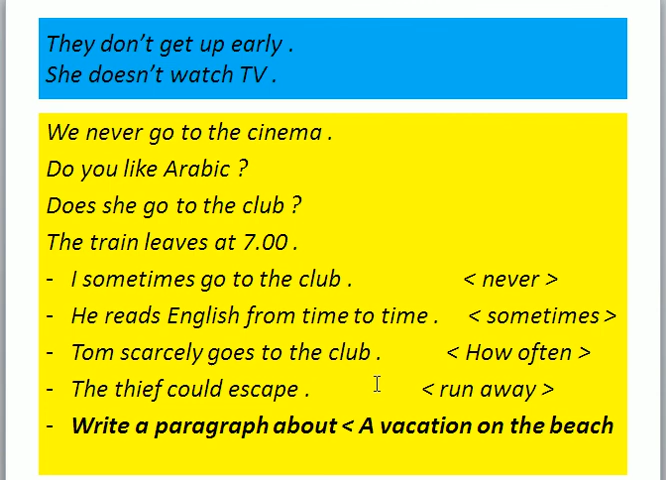 They don't get up early .
She doesn't watch TV .
We never go to the cinema .
Do you like Arabic ?
Does she go to the club ?
The train leaves at 7.00 .
- I sometimes go to the club . < never >
- He reads English from time to time . < sometimes >
- Tom scarcely goes to the club . < How often >
- The thief could escape . < run away >
- Write a paragraph about < A vacation on the beach